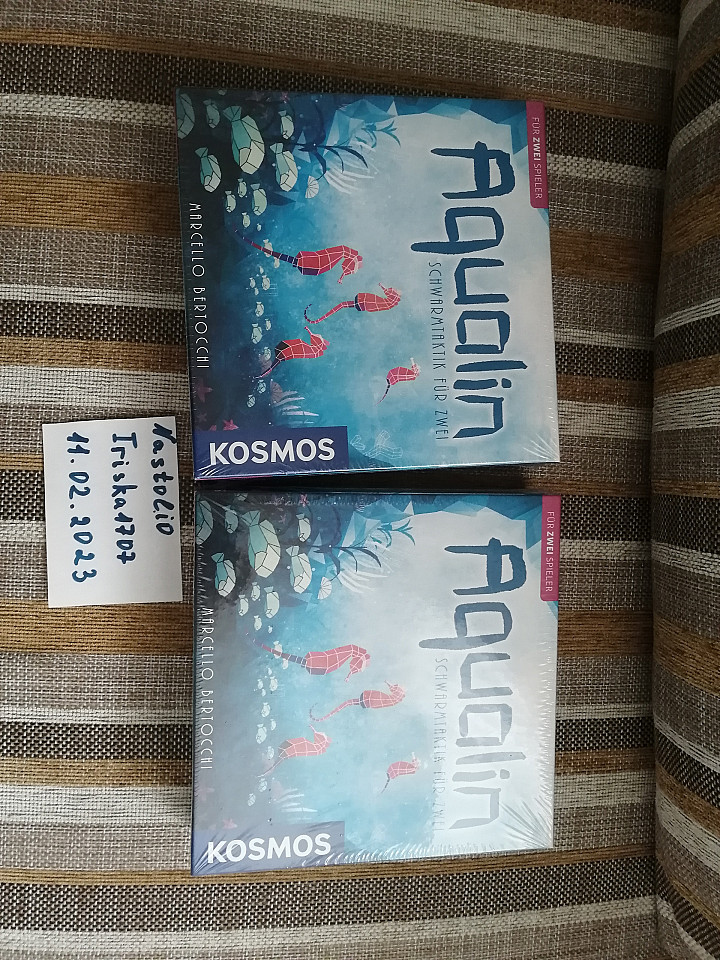 FÜR ZWEI SPIELER
Aqualin
SCHWARMTAKTIK FÜR ZWEI
MARCELLO BERTOCCHI
KOSMOS
Nastolio
Iriska1707
11.02.2023
FÜR ZWEI SPIELER
Aqualin
SCHWARMTAKTIK FÜR ZWEI
MARCELLO BERTOCCHI
KOSMOS